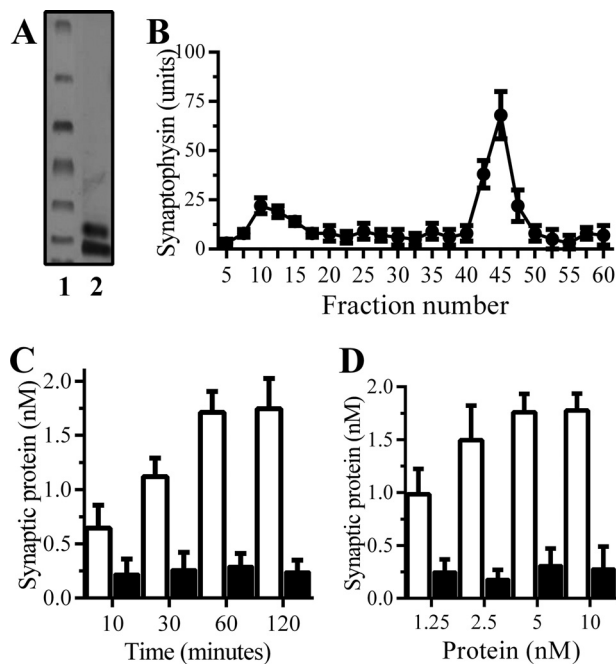 A
1 2
B
Synaptophysin (units)
100
75
50
25
0
5 10 15 20 25 30 35 40 45 50 55 60
Fraction number
C
Synaptic protein (nM)
2.0
1.5
1.0
0.5
0.0
10 30 60 120
Time (minutes)
D
Synaptic protein (nM)
2.0
1.5
1.0
0.5
0.0
1.25 2.5 5 10
Protein (nM)